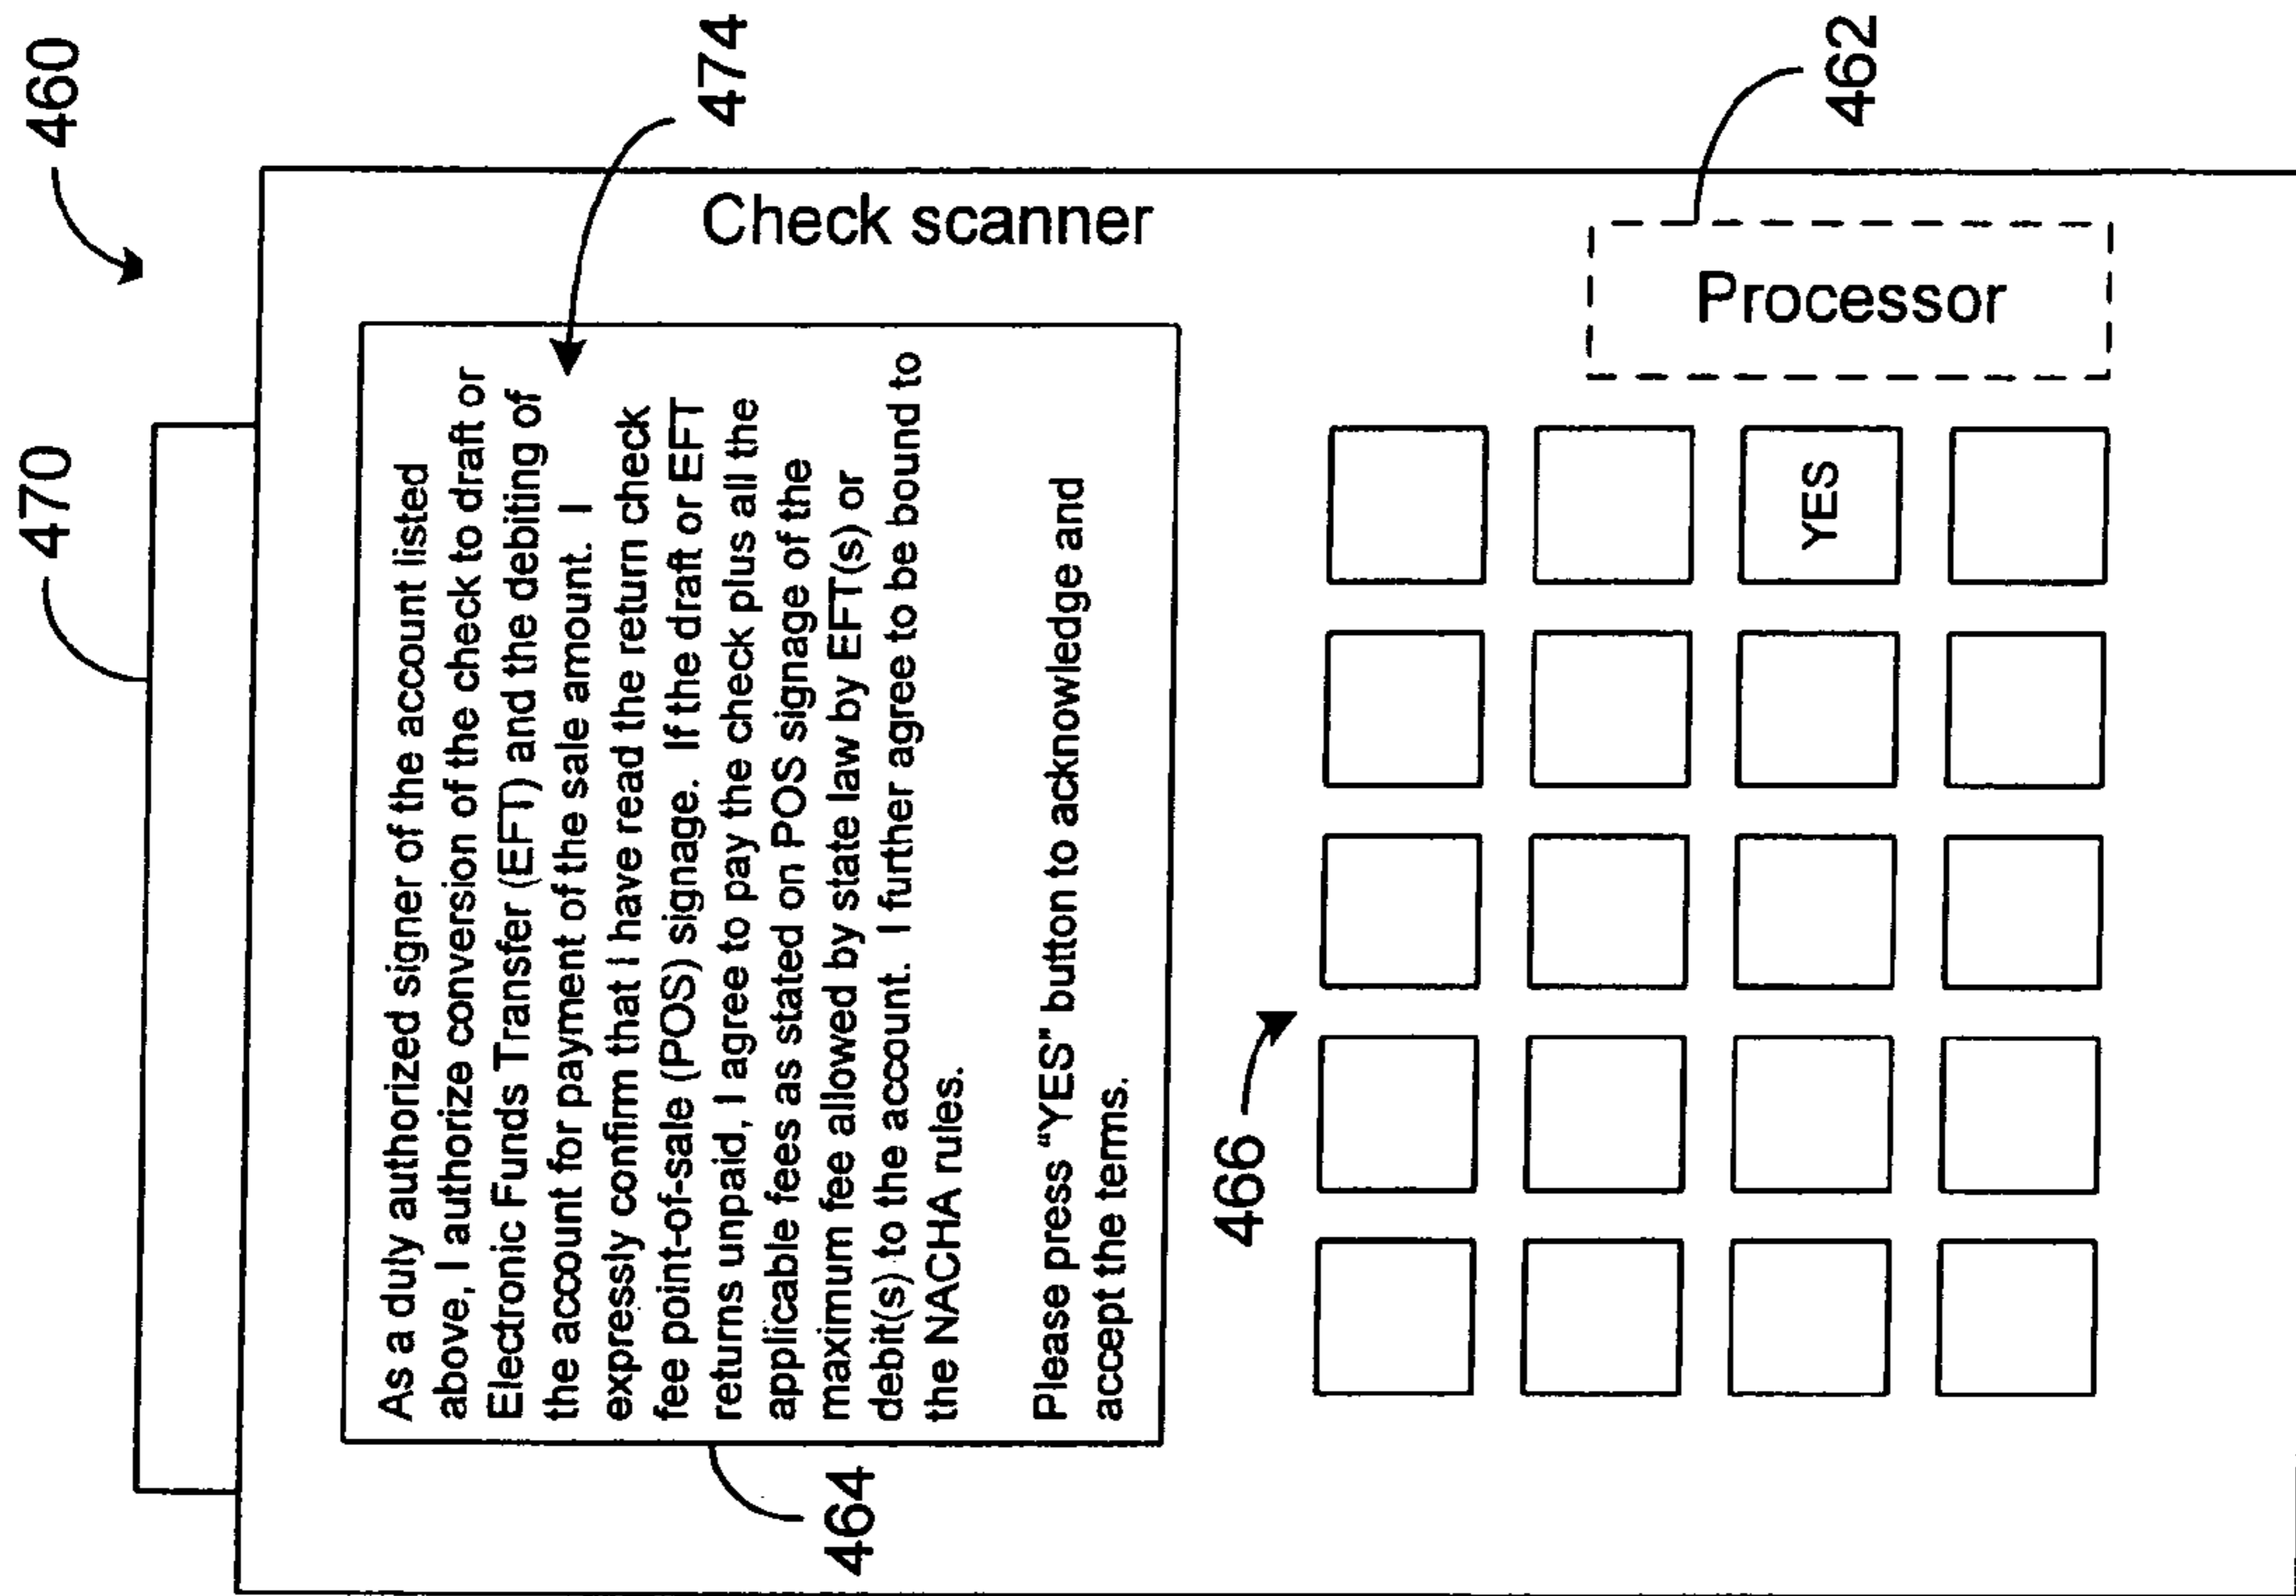 460
470
474
Check scanner
As a duly authorized signer of the account listed
above, I authorize conversion of the check to draft or
Electronic Funds Transfer (EFT) and the debiting of
the account for payment of the sale amount. I
expressly confirm that I have read the return check
fee point-of-sale (POS) signage. If the draft or EFT
returns unpaid, I agree to pay the check plus all the
applicable fees as stated on POS signage of the
maximum fee allowed by state law by EFT(s) or
debit(s) to the account. I further agree to be bound to
the NACHA rules.
Please press “YES” button to acknowledge and
accept the terms.
464
466
YES
Processor
462